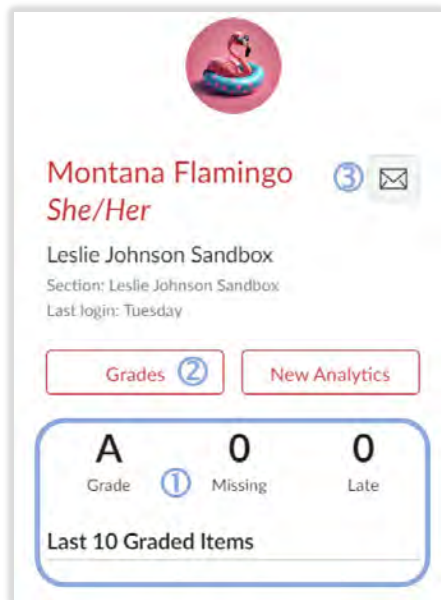 Montana Flamingo ③
She/Her
Leslie Johnson Sandbox
Section: Leslie Johnson Sandbox
Last login: Tuesday
Grades ② New Analytics
A 0 0
Grade ① Missing Late
Last 10 Graded Items